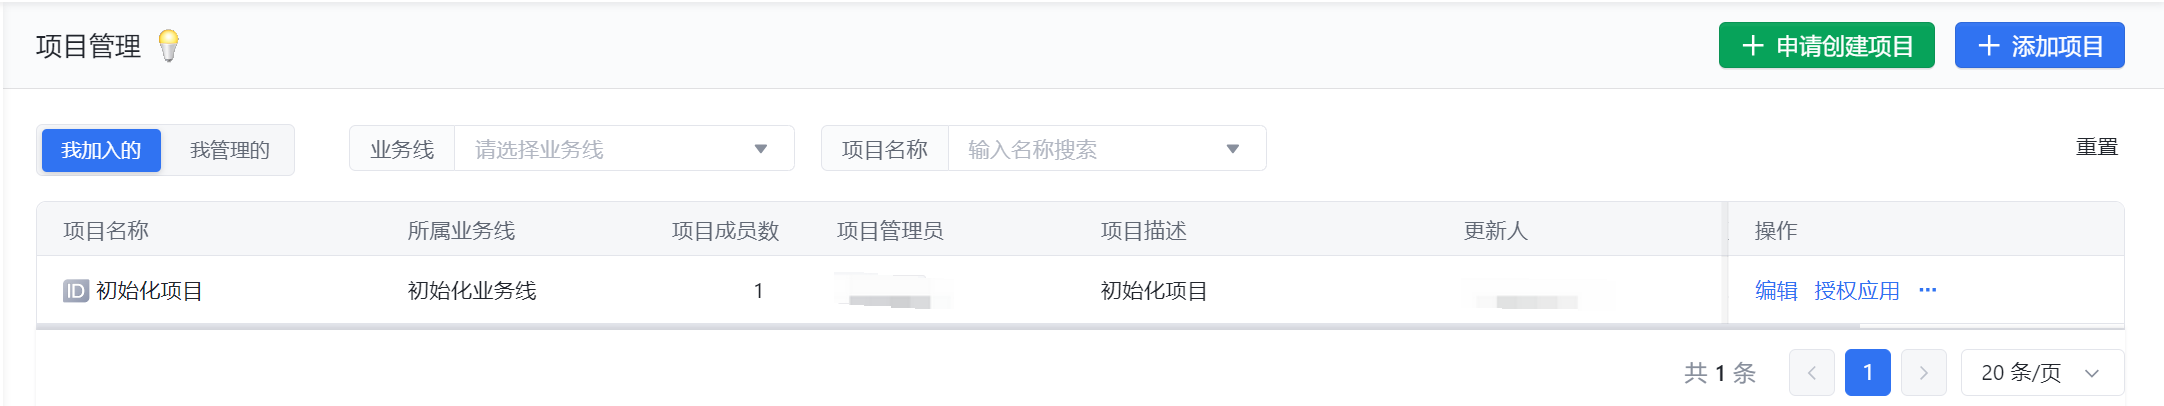 项目管理
申请创建项目 添加项目
我加入的 我管理的 业务线 请选择业务线 项目名称 输入名称搜索 重置
项目名称 所属业务线 项目成员数 项目管理员 项目描述 更新人 操作
ID 初始化项目 初始化业务线 1 初始化项目 编辑 授权应用 ···
共 1 条 1 20 条/页